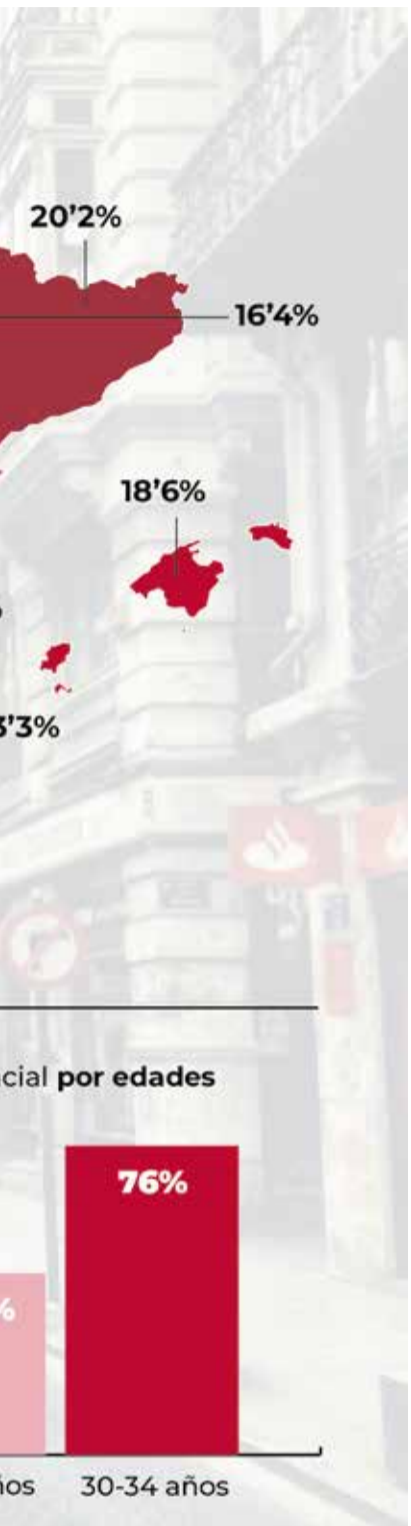 20’2%
16’4%
18’6%
3’3%
cial por edades
76%
%
ños
30-34 años